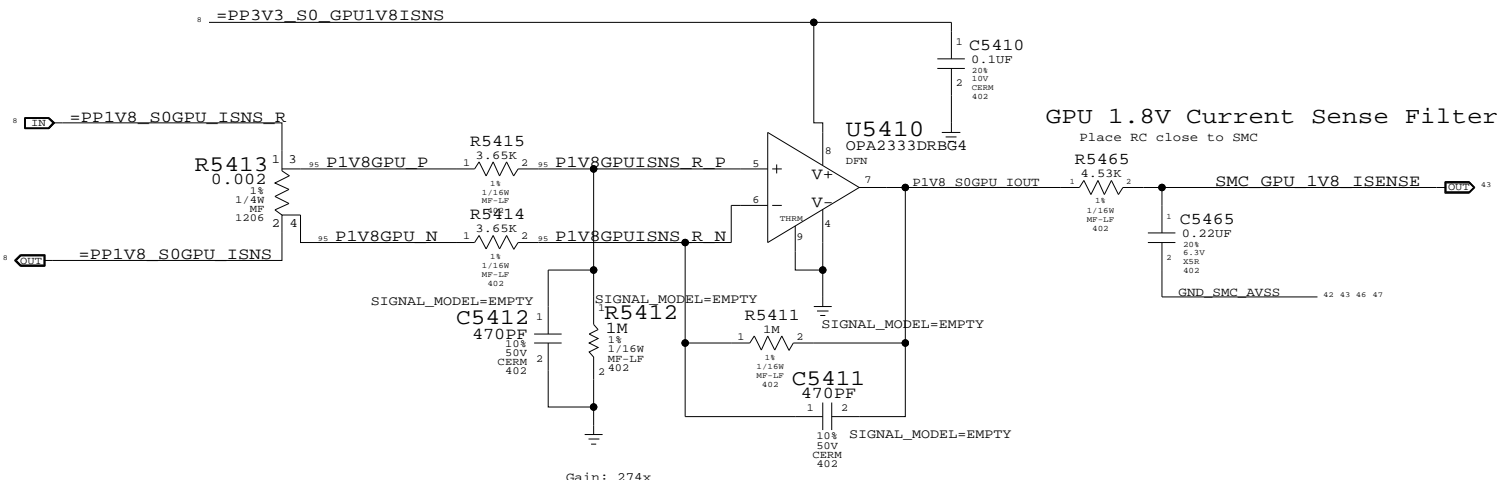 8 =PP3V3_S0_GPU1V8ISNS
1 C5410
0.1UF
20%
10V
2 CERM
402
8 IN =PP1V8_S0GPU_ISNS_R
GPU 1.8V Current Sense Filter
Place RC close to SMC
U5410
OPA2333DRBG4
DFN
8
V+
V-
THRM
5 +
6 -
7
4
9
R5413
0.002
1%
1/4W
MF
1206
1 3
2 4
95 P1V8GPU_P
R5415
3.65K
1 2
1%
1/16W
MF-LF
402
95 P1V8GPUISNS_R_P
95 P1V8GPU_N
R5414
3.65K
1 2
1%
1/16W
MF-LF
402
95 P1V8GPUISNS_R_N
8 OUT =PP1V8_S0GPU_ISNS
P1V8_S0GPU_IOUT
R5465
4.53K
1 2
1%
1/16W
MF-LF
402
SMC_GPU_1V8_ISENSE OUT 43
1 C5465
0.22UF
20%
6.3V
2 X5R
402
GND_SMC_AVSS 42 43 46 47
SIGNAL_MODEL=EMPTY
C5412 1
470PF
10%
50V
CERM 2
402
SIGNAL_MODEL=EMPTY
1 R5412
1M
1%
1/16W
MF-LF
2 402
SIGNAL_MODEL=EMPTY
R5411
1M
1 2
1%
1/16W
MF-LF
402
C5411
470PF
1 2
10%
50V
CERM
402
SIGNAL_MODEL=EMPTY
Gain: 274x